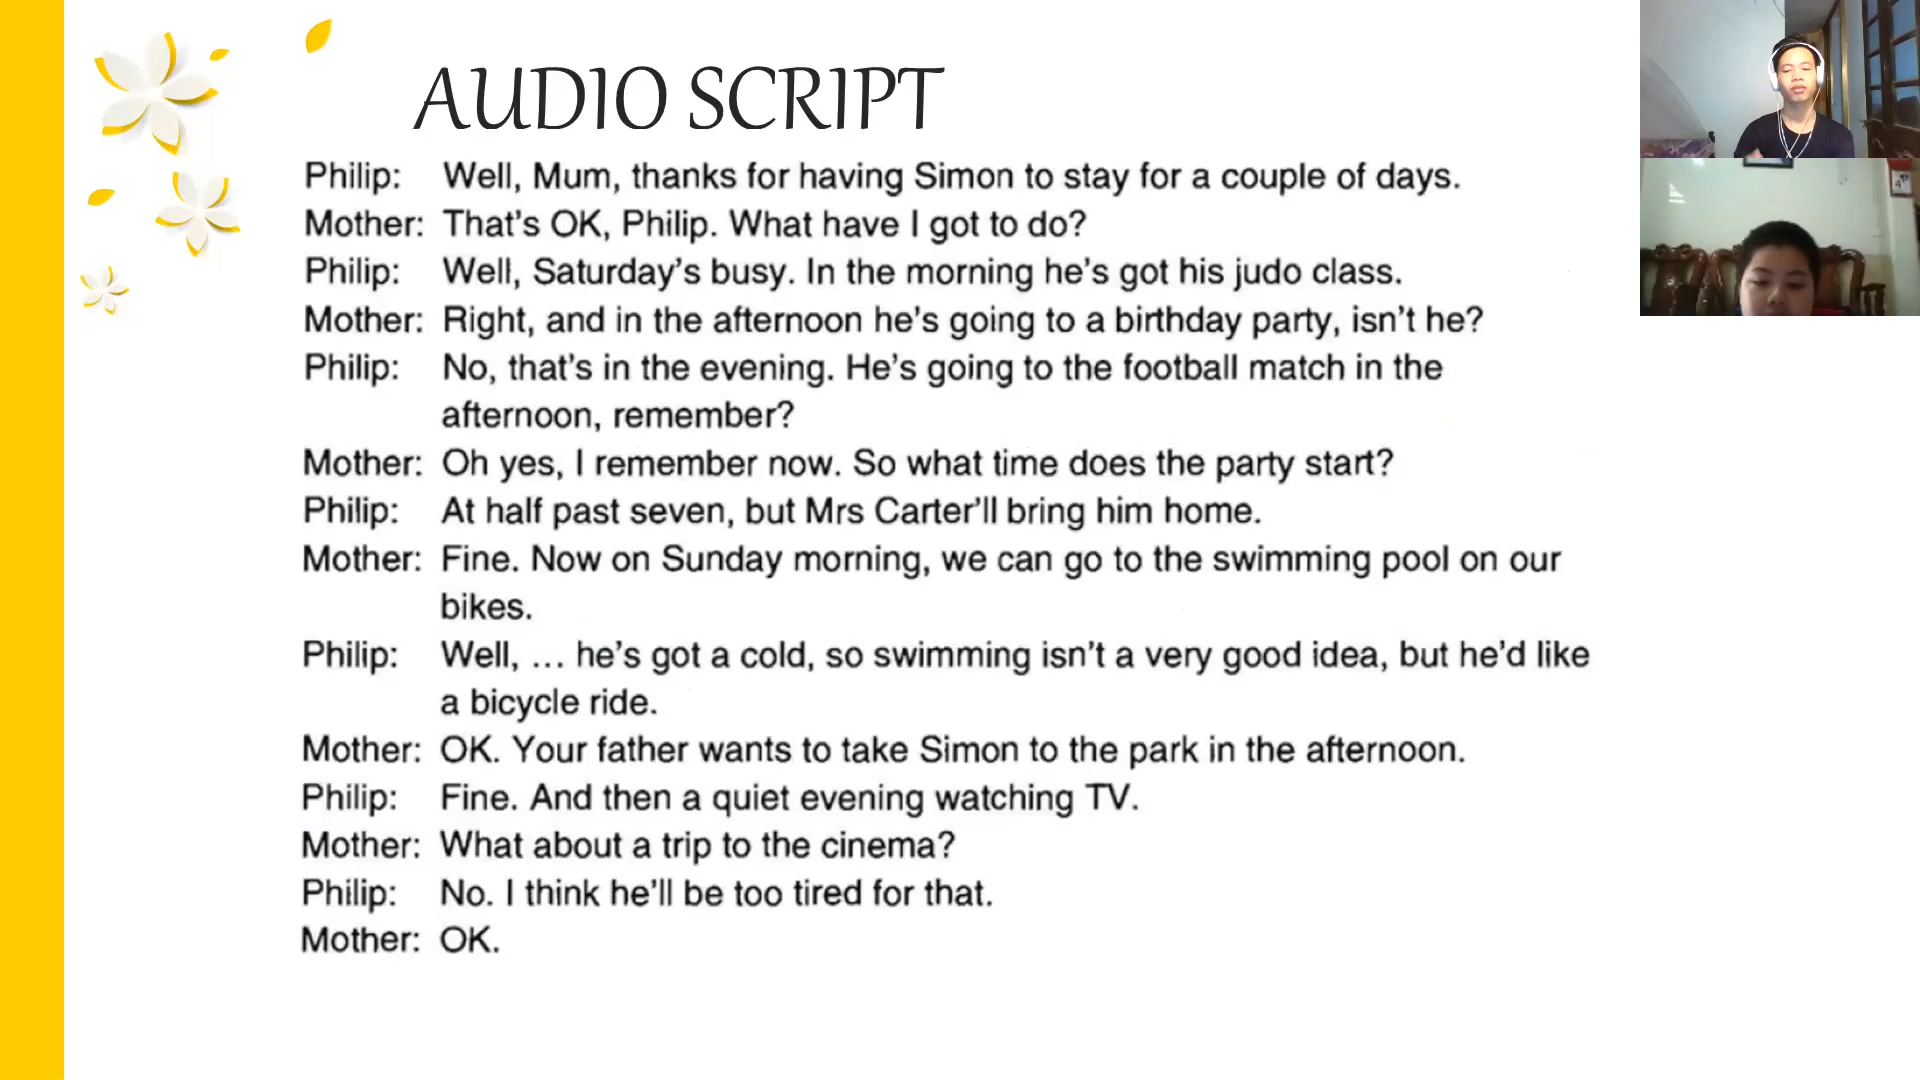 AUDIO SCRIPT
Philip: Well, Mum, thanks for having Simon to stay for a couple of days.
Mother: That's OK, Philip. What have I got to do?
Philip: Well, Saturday's busy. In the morning he's got his judo class.
Mother: Right, and in the afternoon he's going to a birthday party, isn't he?
Philip: No, that's in the evening. He's going to the football match in the
afternoon, remember?
Mother: Oh yes, I remember now. So what time does the party start?
Philip: At half past seven, but Mrs Carter'll bring him home.
Mother: Fine. Now on Sunday morning, we can go to the swimming pool on our
bikes.
Philip: Well, ... he's got a cold, so swimming isn't a very good idea, but he'd like
a bicycle ride.
Mother: OK. Your father wants to take Simon to the park in the afternoon.
Philip: Fine. And then a quiet evening watching TV.
Mother: What about a trip to the cinema?
Philip: No. I think he'll be too tired for that.
Mother: OK.